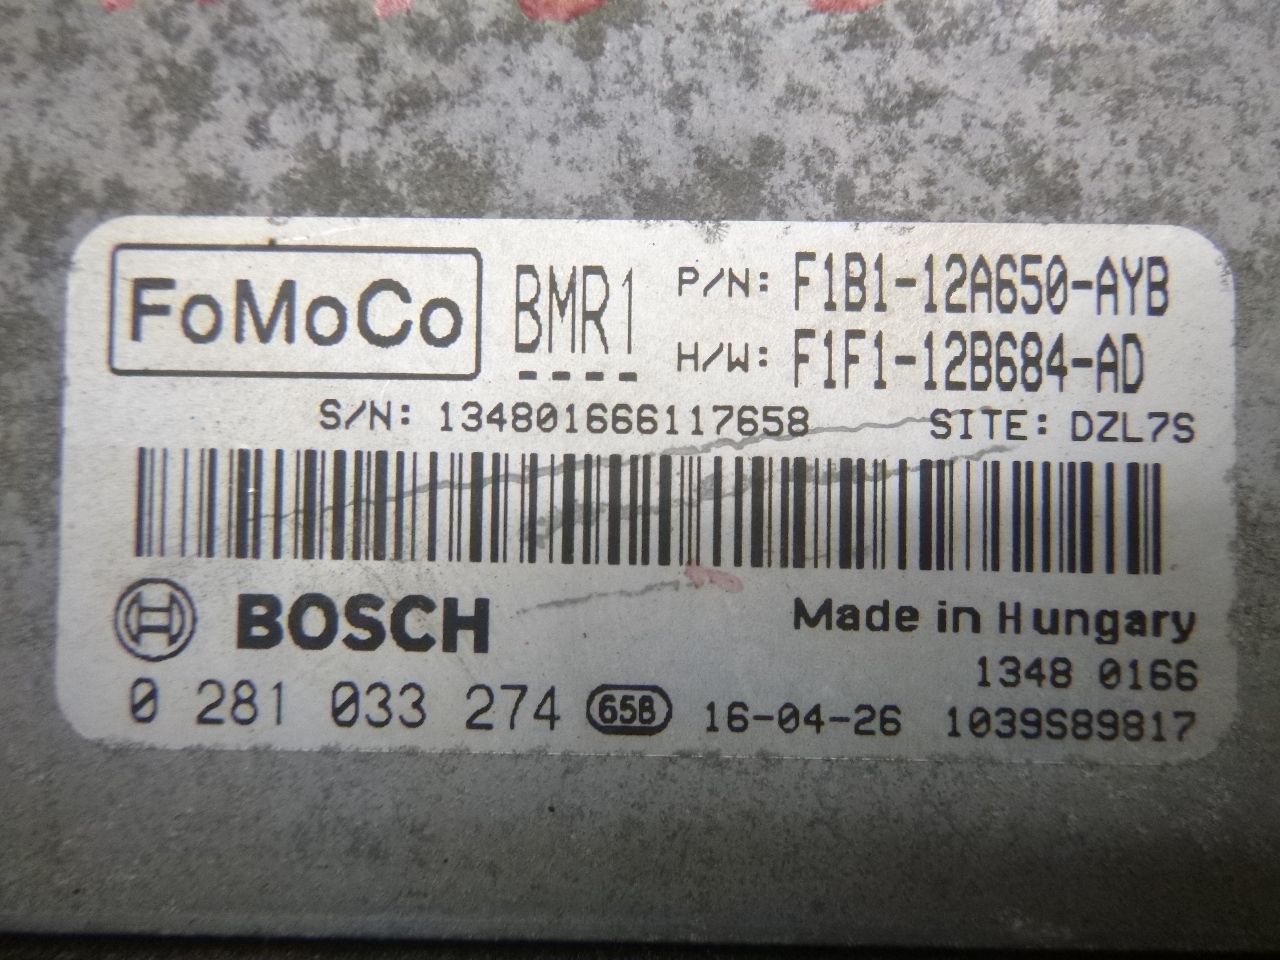 FoMoCo BMR1 P/N: F1B1-12A650-AYB
---- H/W: F1F1-12B684-AD
S/N: 134801666117658 SITE: DZL7S
BOSCH Made in Hungary
1348 0166
0 281 033 274 65B 16-04-26 1039S89817